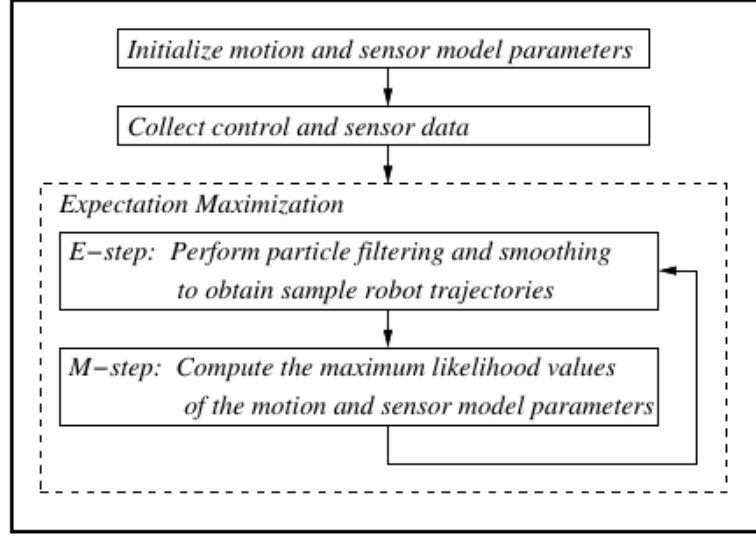 Initialize motion and sensor model parameters
Collect control and sensor data
Expectation Maximization
E−step: Perform particle filtering and smoothing
to obtain sample robot trajectories
M−step: Compute the maximum likelihood values
of the motion and sensor model parameters